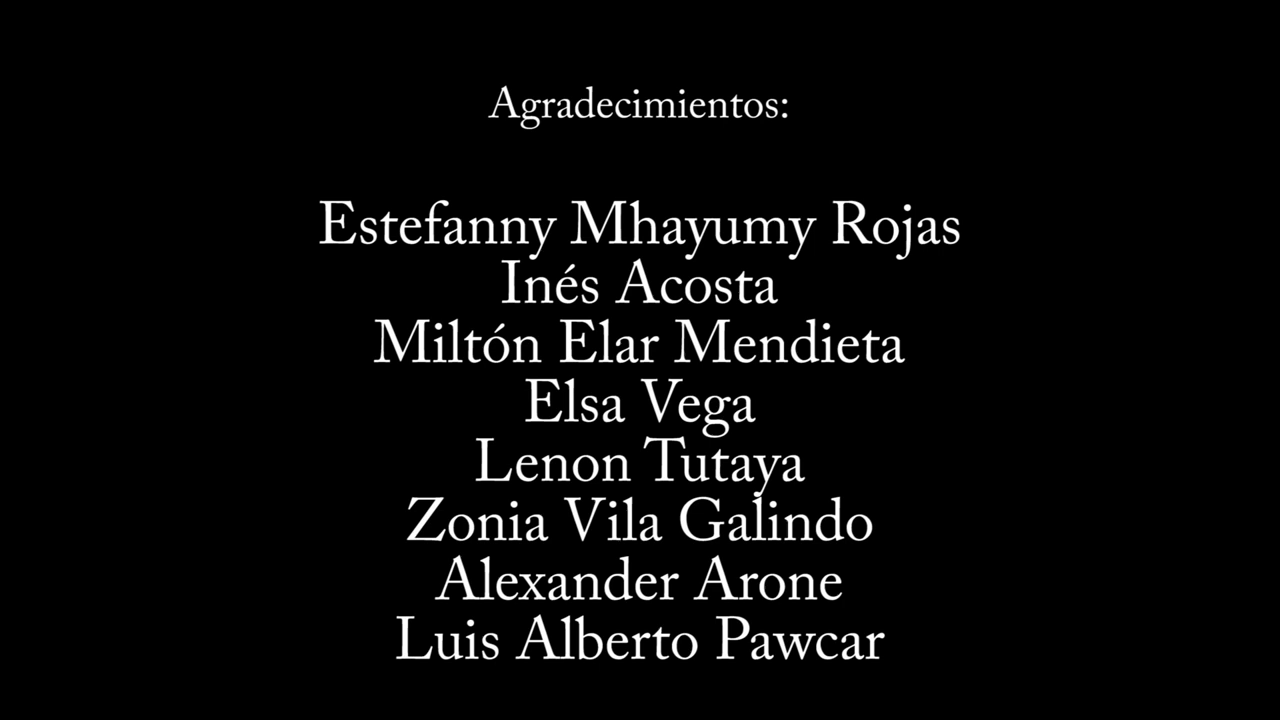 Agradecimientos:
Estefanny Mhayumy Rojas
Inés Acosta
Miltón Elar Mendieta
Elsa Vega
Lenon Tutaya
Zonia Vila Galindo
Alexander Arone
Luis Alberto Pawcar